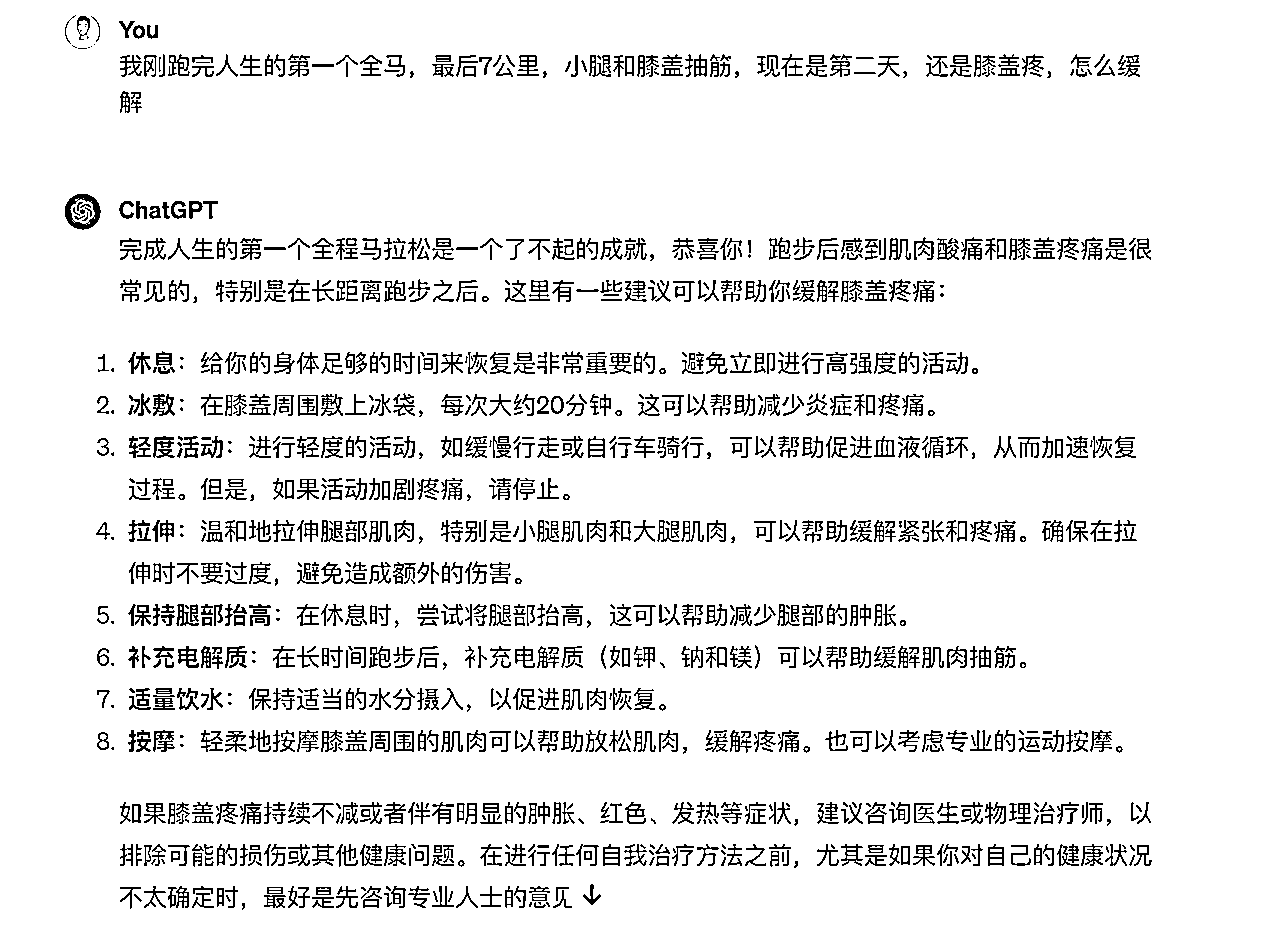 You
我刚跑完人生的第一个全马，最后7公里，小腿和膝盖抽筋，现在是第二天，还是膝盖疼，怎么缓
解
ChatGPT
完成人生的第一个全程马拉松是一个了不起的成就，恭喜你！跑步后感到肌肉酸痛和膝盖疼痛是很
常见的，特别是在长距离跑步之后。这里有一些建议可以帮助你缓解膝盖疼痛：
1. 休息：给你的身体足够的时间来恢复是非常重要的。避免立即进行高强度的活动。
2. 冰敷：在膝盖周围敷上冰袋，每次大约20分钟。这可以帮助减少炎症和疼痛。
3. 轻度活动：进行轻度的活动，如缓慢行走或自行车骑行，可以帮助促进血液循环，从而加速恢复
过程。但是，如果活动加剧疼痛，请停止。
4. 拉伸：温和地拉伸腿部肌肉，特别是小腿肌肉和大腿肌肉，可以帮助缓解紧张和疼痛。确保在拉
伸时不要过度，避免造成额外的伤害。
5. 保持腿部抬高：在休息时，尝试将腿部抬高，这可以帮助减少腿部的肿胀。
6. 补充电解质：在长时间跑步后，补充电解质（如钾、钠和镁）可以帮助缓解肌肉抽筋。
7. 适量饮水：保持适当的水分摄入，以促进肌肉恢复。
8. 按摩：轻柔地按摩膝盖周围的肌肉可以帮助放松肌肉，缓解疼痛。也可以考虑专业的运动按摩。
如果膝盖疼痛持续不减或者伴有明显的肿胀、红色、发热等症状，建议咨询医生或物理治疗师，以
排除可能的损伤或其他健康问题。在进行任何自我治疗方法之前，尤其是如果你对自己的健康状况
不太确定时，最好是先咨询专业人士的意见